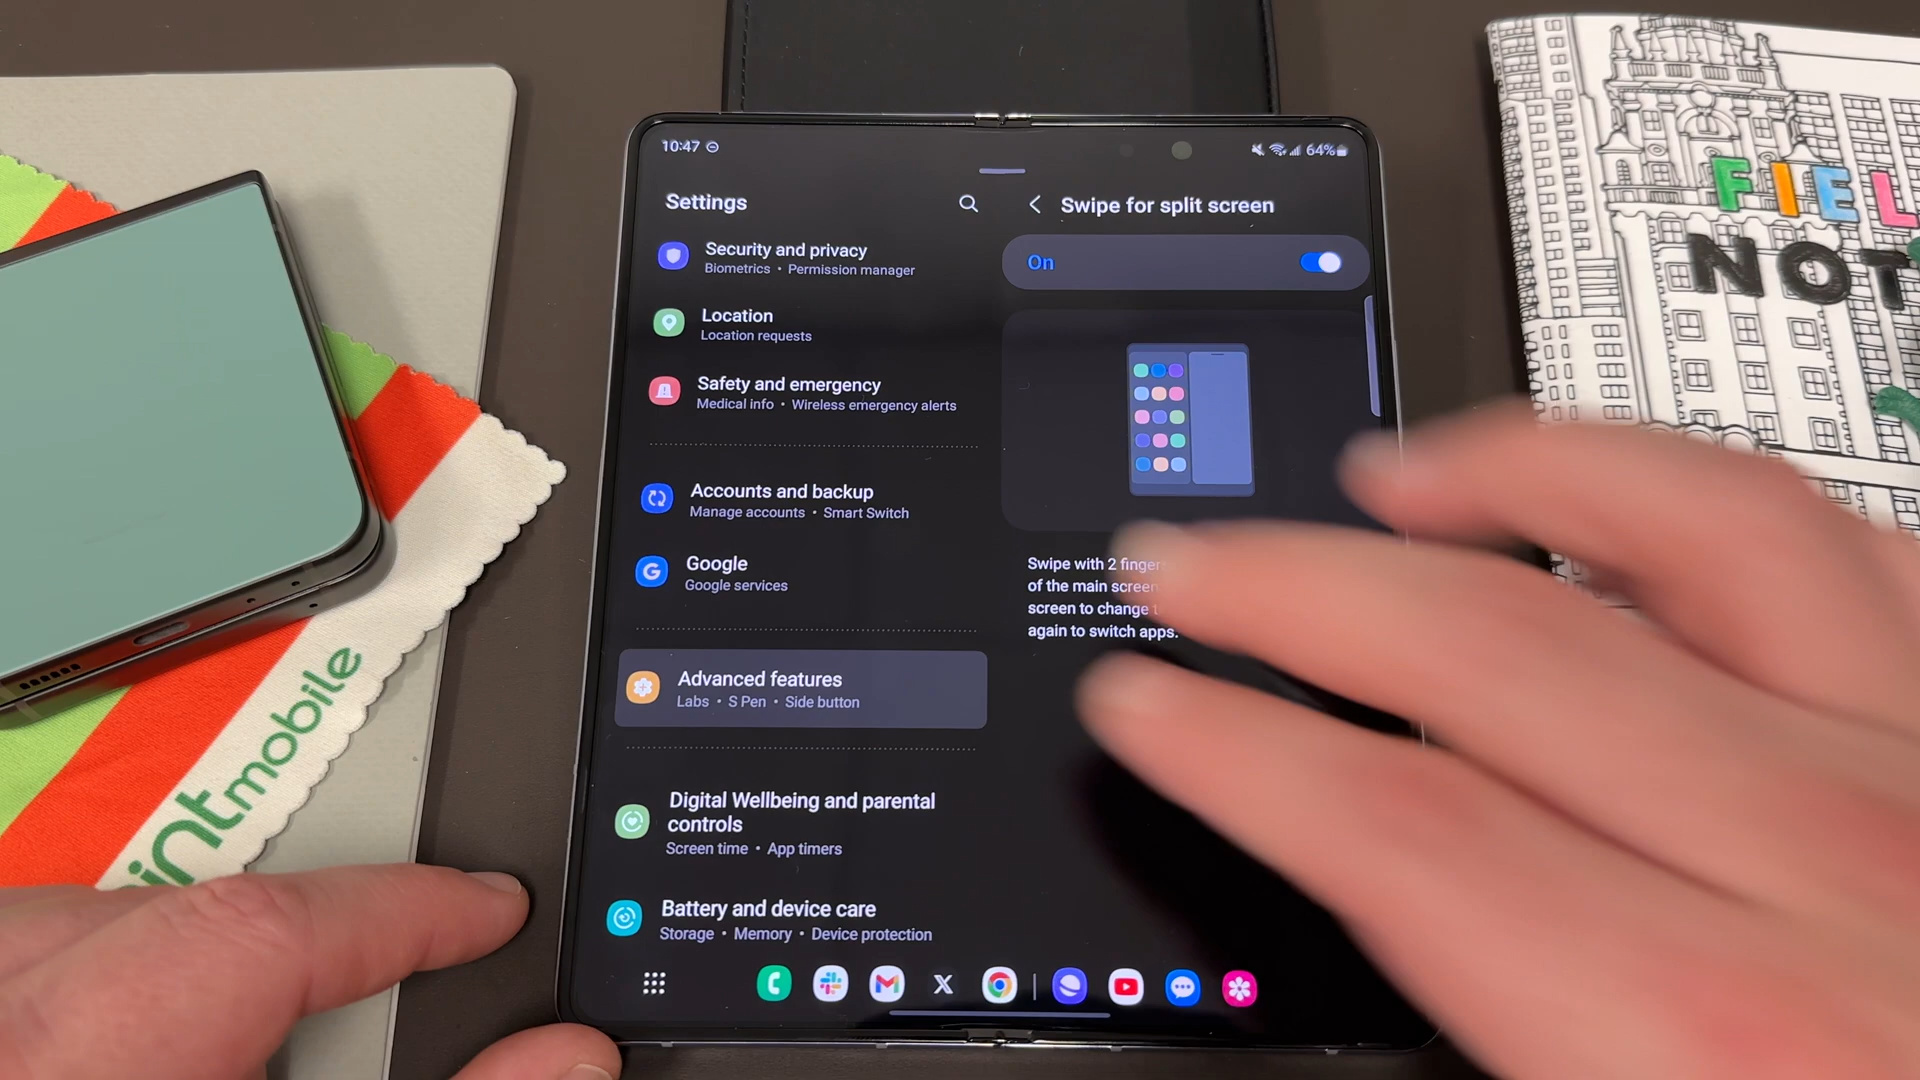 10:47
64%
Settings
Security and privacy
Biometrics • Permission manager
Location
Location requests
Safety and emergency
Medical info • Wireless emergency alerts
Accounts and backup
Manage accounts • Smart Switch
Google
Google services
Advanced features
Labs • S Pen • Side button
Digital Wellbeing and parental
controls
Screen time • App timers
Battery and device care
Storage • Memory • Device protection
Swipe for split screen
On
Swipe with 2
of the main screen
screen to change
again to switch apps.
mobile
FIEL
NOT